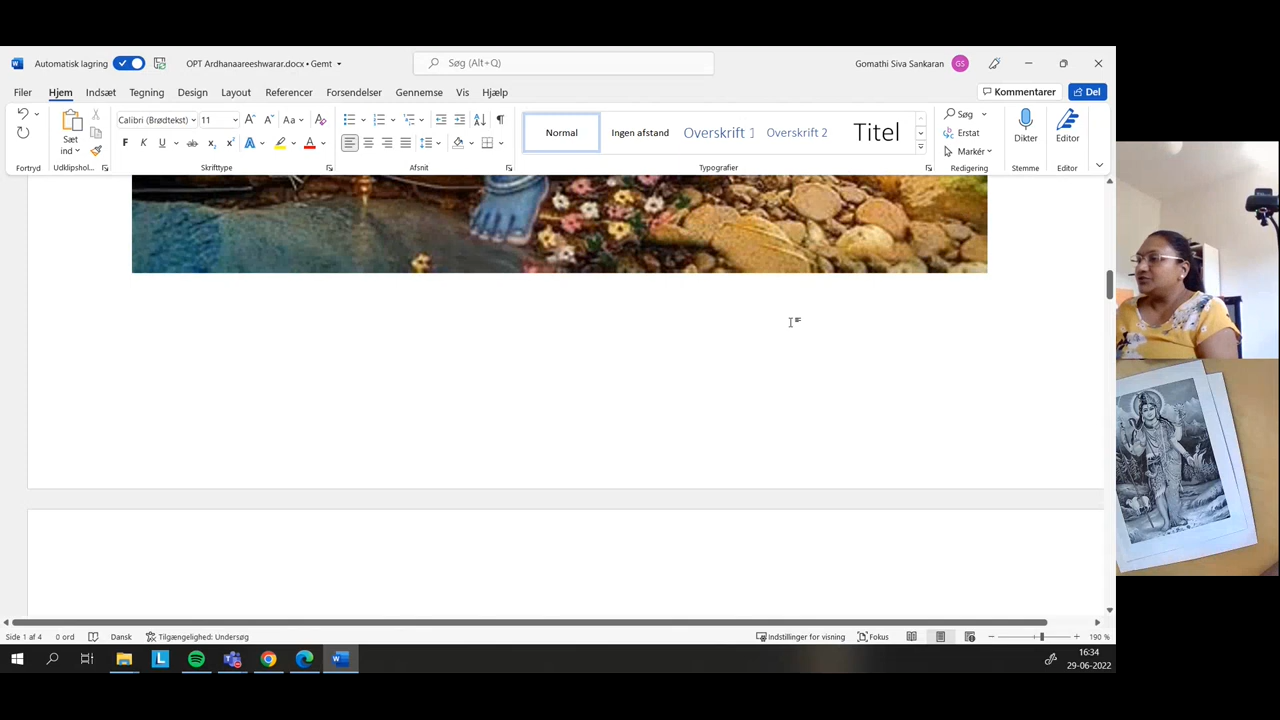 Automatisk lagring
OPT Ardhanaareeshwarar.docx • Gemt
Søg (Alt+Q)
Gomathi Siva Sankaran GS
Filer Hjem Indsæt Tegning Design Layout Referencer Forsendelser Gennemse Vis Hjælp
Kommentarer Del
Calibri (Brødtekst) 11
Sæt
ind
Normal Ingen afstand Overskrift 1 Overskrift 2 Titel
Søg
Erstat
Markér
Dikter Editor
Fortryd Udklipshol... Skrifttype Afsnit Typografier Redigering Stemme Editor
Side 1 af 4 0 ord Dansk Tilgængelighed: Undersøg Indstillinger for visning Fokus 190 %
16:34
29-06-2022